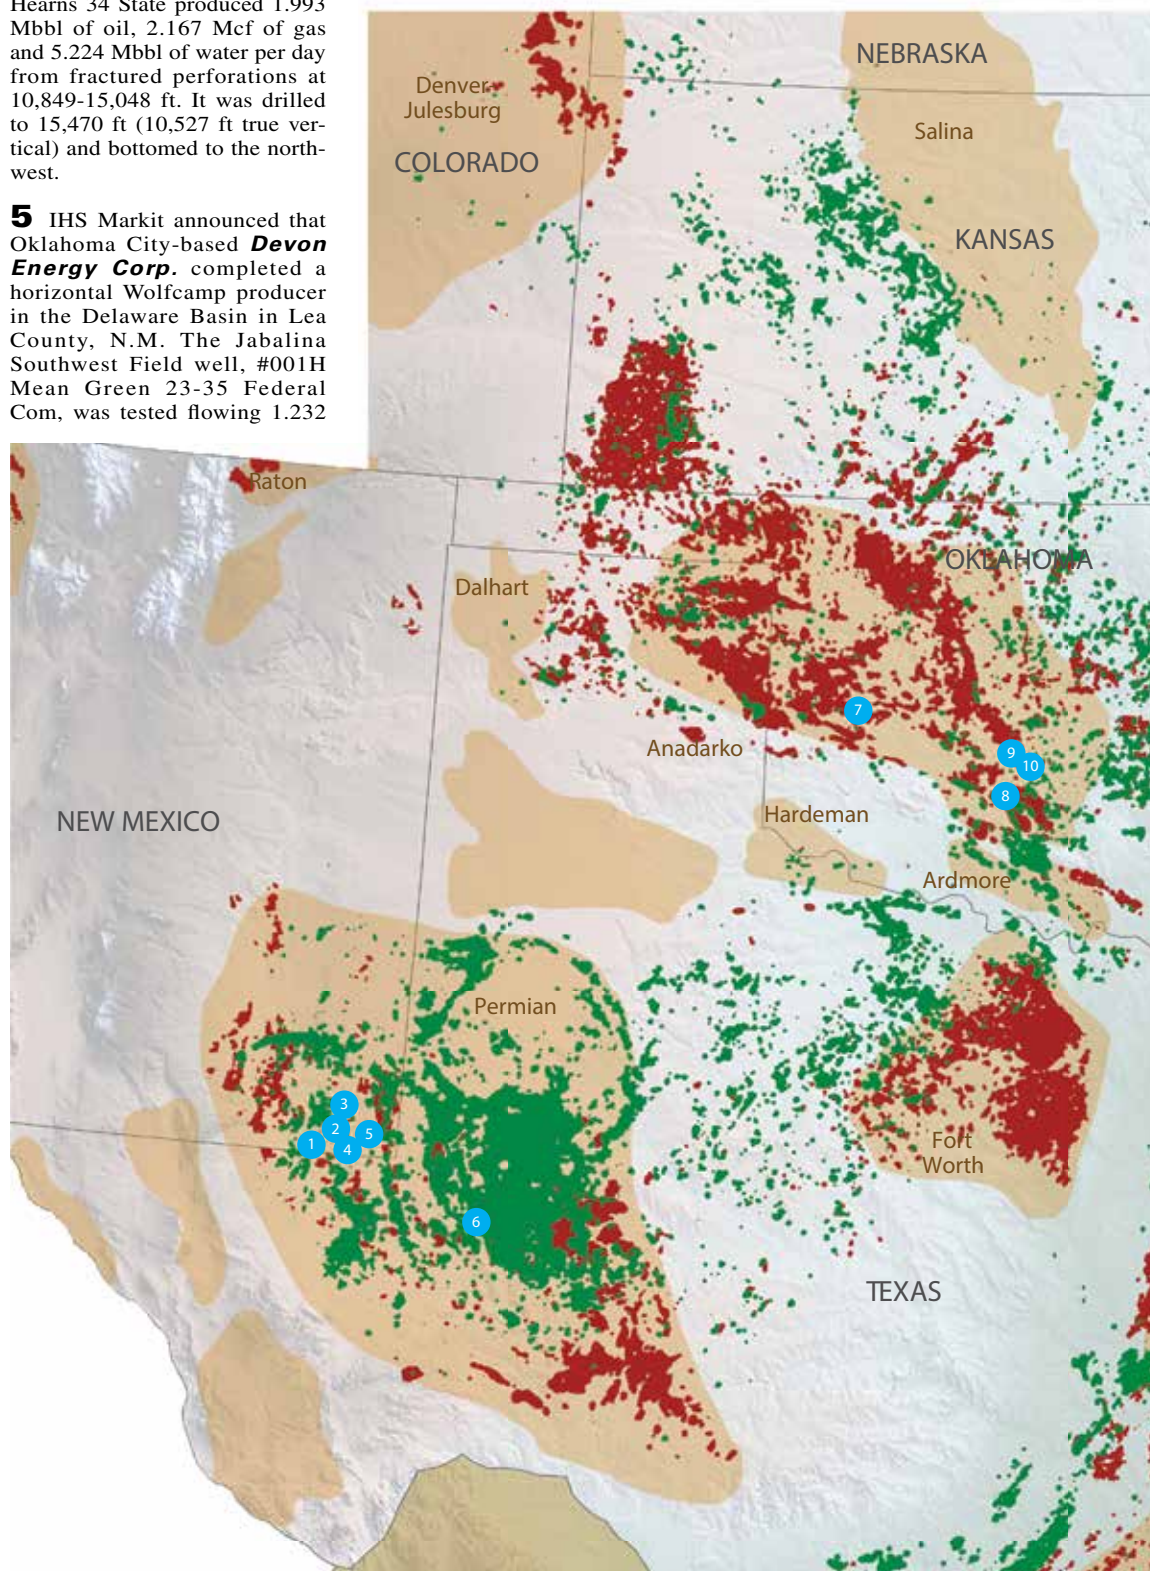 Hearns 34 State produced 1.993
Mbbl of oil, 2.167 Mcf of gas
and 5.224 Mbbl of water per day
from fractured perforations at
10,849-15,048 ft. It was drilled
to 15,470 ft (10,527 ft true ver-
tical) and bottomed to the north-
west.
5 IHS Markit announced that
Oklahoma City-based Devon
Energy Corp. completed a
horizontal Wolfcamp producer
in the Delaware Basin in Lea
County, N.M. The Jabalina
Southwest Field well, #001H
Mean Green 23-35 Federal
Com, was tested flowing 1.232
NEBRASKA
Denver-
Julesburg
Salina
COLORADO
KANSAS
Raton
OKLAHOMA
Dalhart
7
Anadarko
9
10
8
NEW MEXICO
Hardeman
Ardmore
Permian
3
2
5
1
4
Fort
Worth
6
TEXAS